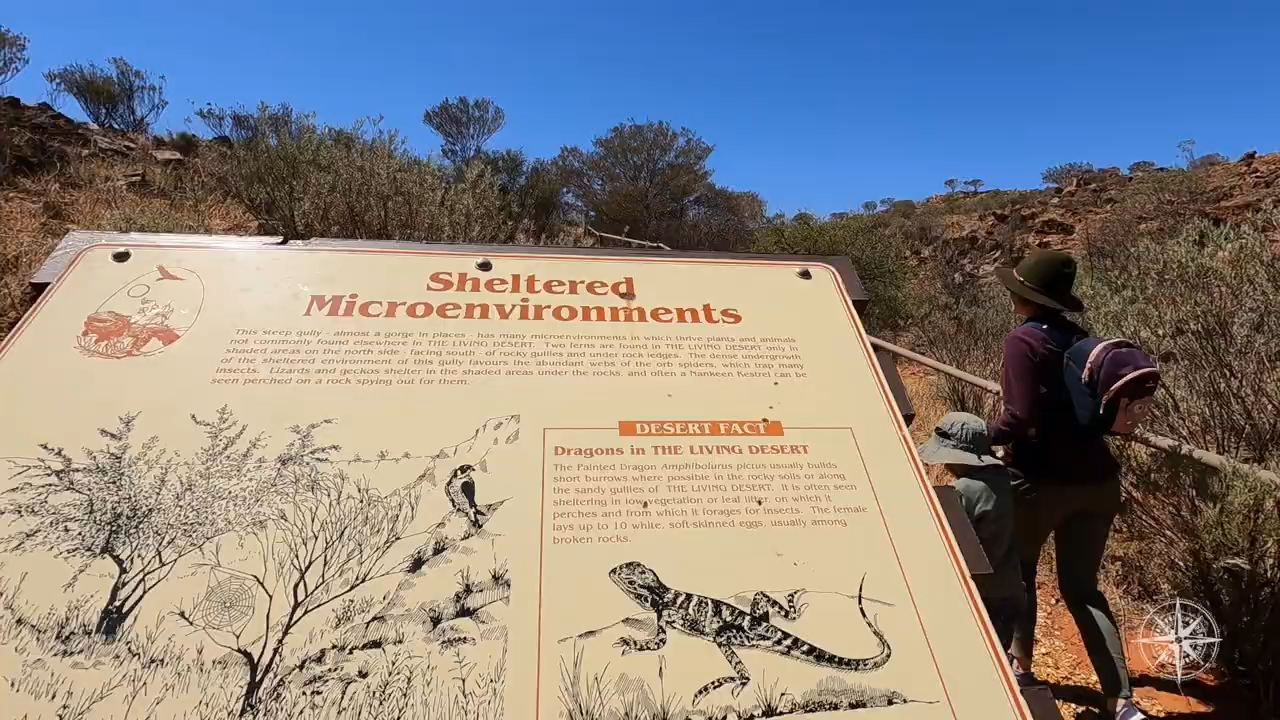 Sheltered
Microenvironments
This steep gully - almost a gorge in places - has many microenvironments in which thrive plants and animals
not commonly found elsewhere in THE LIVING DESERT. Two ferns are found in THE LIVING DESERT only in
shaded areas on the north side - facing south - of rocky gullies and under rock ledges. The dense undergrowth
of the sheltered environment of this gully favours the abundant webs of the orb spiders, which trap many
insects. Lizards and geckos shelter in the shaded areas under the rocks, and often a Nankeen Kestrel can be
seen perched on a rock spying out for them.
DESERT FACT
Dragons in THE LIVING DESERT
The Painted Dragon Amphibolurus pictus usually builds
short burrows where possible in the rocky soils or along
the sandy gullies of THE LIVING DESERT. It is often seen
sheltering in low vegetation or leaf litter, on which it
perches and from which it forages for insects. The female
lays up to 10 white, soft-skinned eggs, usually among
broken rocks.